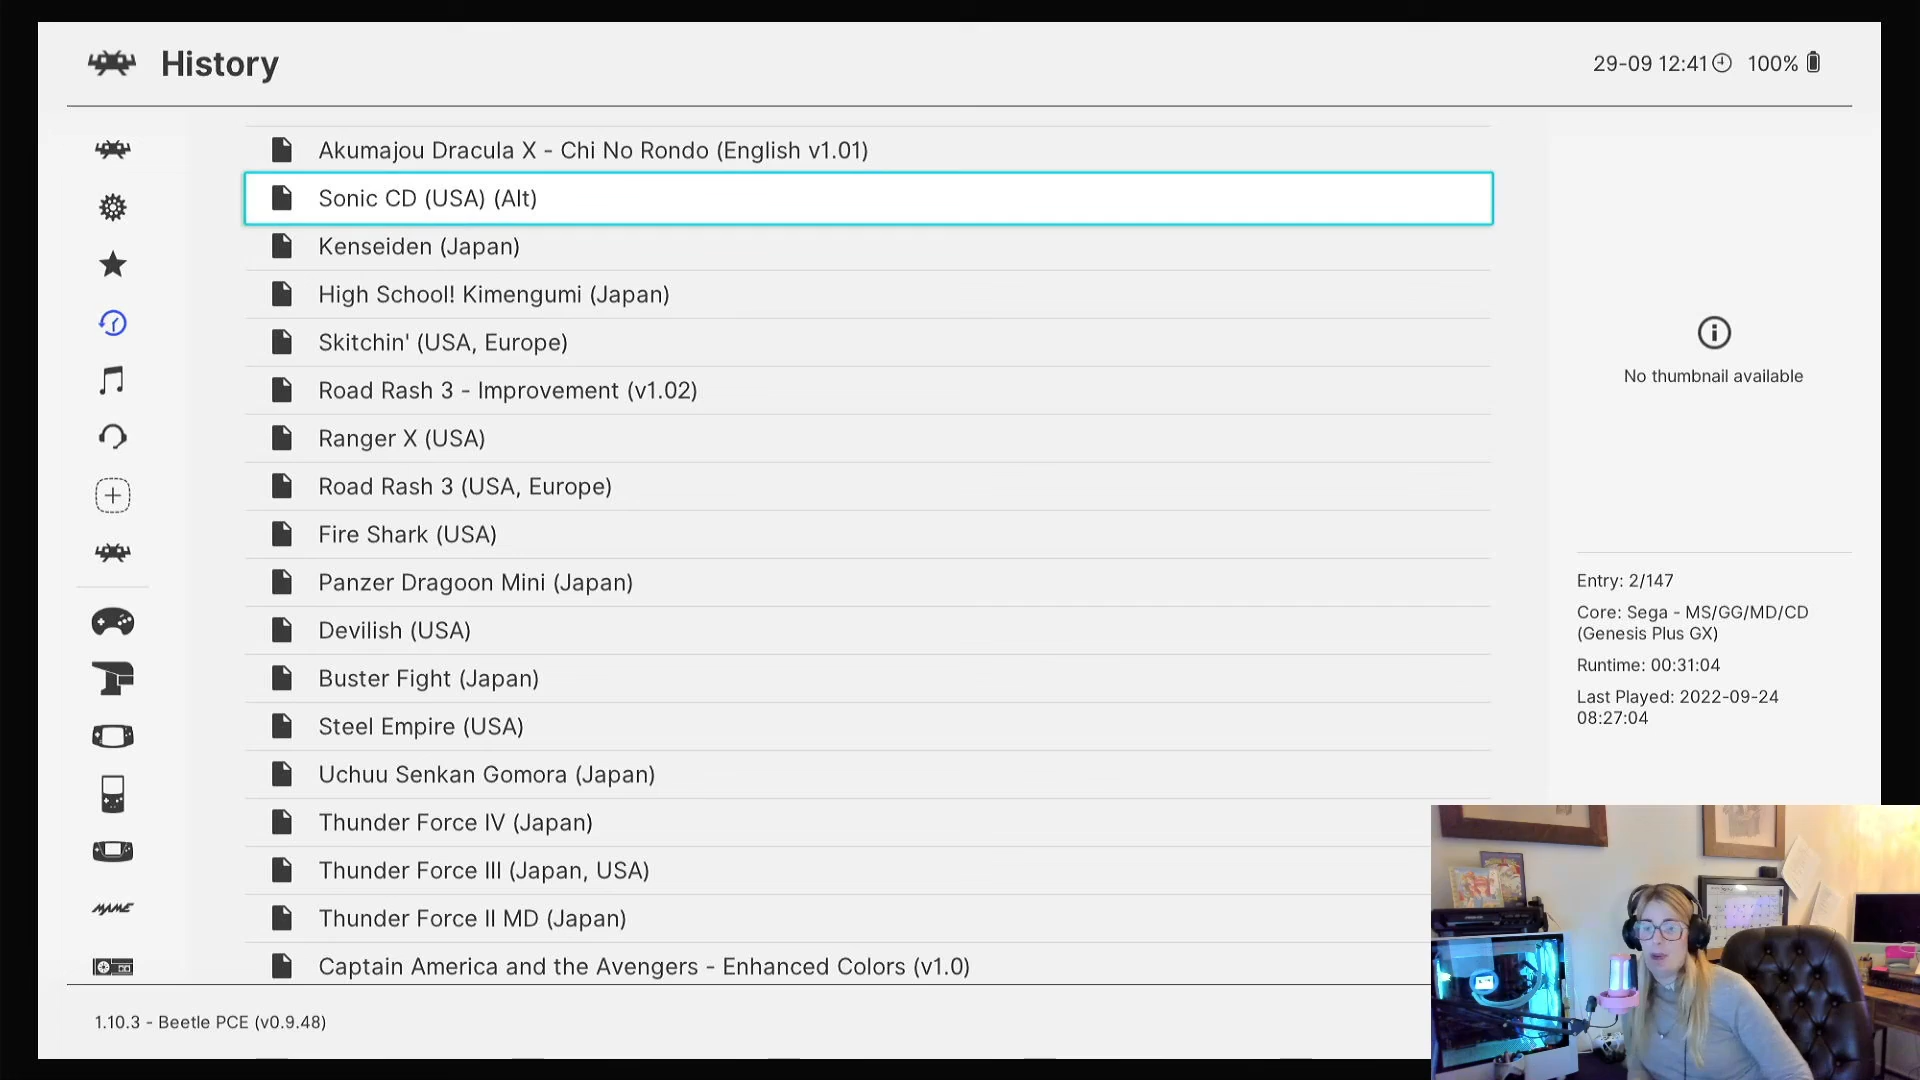 History
29-09 12:41 100%
Akumajou Dracula X - Chi No Rondo (English v1.01)
Sonic CD (USA) (Alt)
Kenseiden (Japan)
High School! Kimengumi (Japan)
Skitchin' (USA, Europe)
Road Rash 3 - Improvement (v1.02)
Ranger X (USA)
Road Rash 3 (USA, Europe)
Fire Shark (USA)
Panzer Dragoon Mini (Japan)
Devilish (USA)
Buster Fight (Japan)
Steel Empire (USA)
Uchuu Senkan Gomora (Japan)
Thunder Force IV (Japan)
Thunder Force III (Japan, USA)
Thunder Force II MD (Japan)
Captain America and the Avengers - Enhanced Colors (v1.0)
MAME
No thumbnail available
Entry: 2/147
Core: Sega - MS/GG/MD/CD
(Genesis Plus GX)
Runtime: 00:31:04
Last Played: 2022-09-24
08:27:04
1.10.3 - Beetle PCE (v0.9.48)